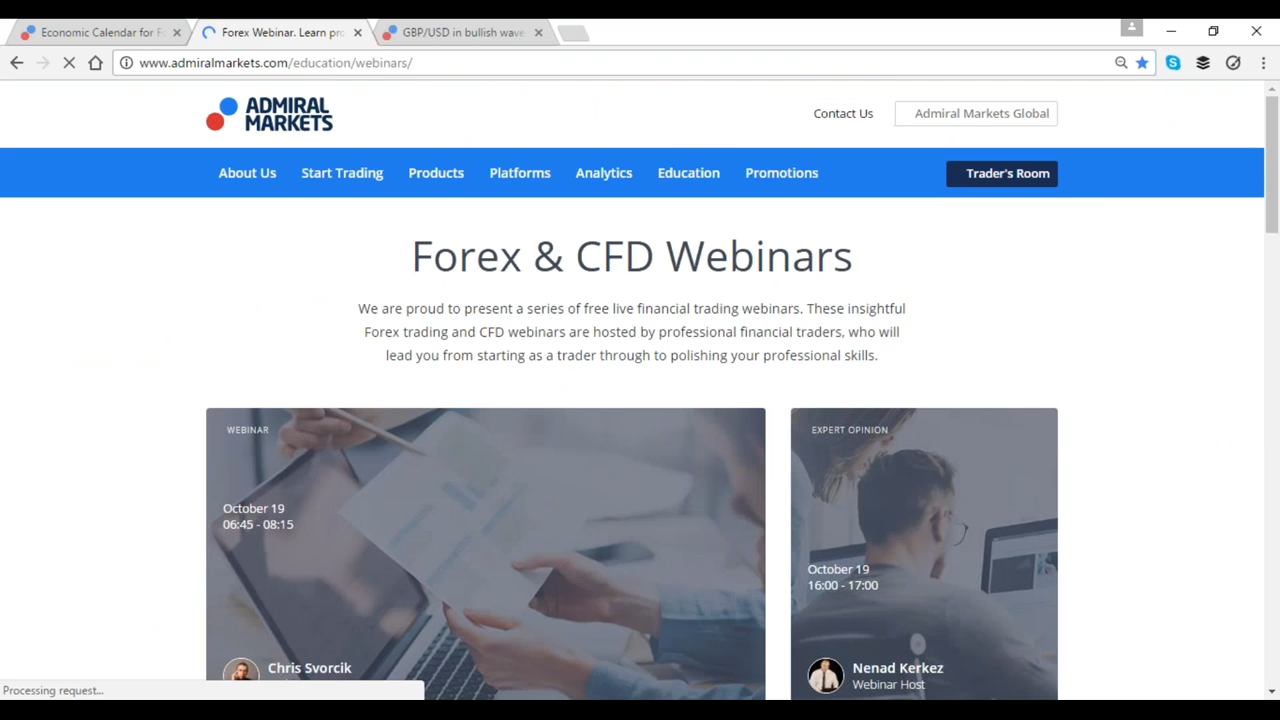 Economic Calendar for Fo
Forex Webinar. Learn pro
GBP/USD in bullish wave
www.admiralmarkets.com/education/webinars/
ADMIRAL
MARKETS
Contact Us
Admiral Markets Global
About Us
Start Trading
Products
Platforms
Analytics
Education
Promotions
Trader's Room
Forex & CFD Webinars
We are proud to present a series of free live financial trading webinars. These insightful
Forex trading and CFD webinars are hosted by professional financial traders, who will
lead you from starting as a trader through to polishing your professional skills.
WEBINAR
October 19
06:45 - 08:15
Chris Svorcik
EXPERT OPINION
October 19
16:00 - 17:00
Nenad Kerkez
Webinar Host
Processing request...